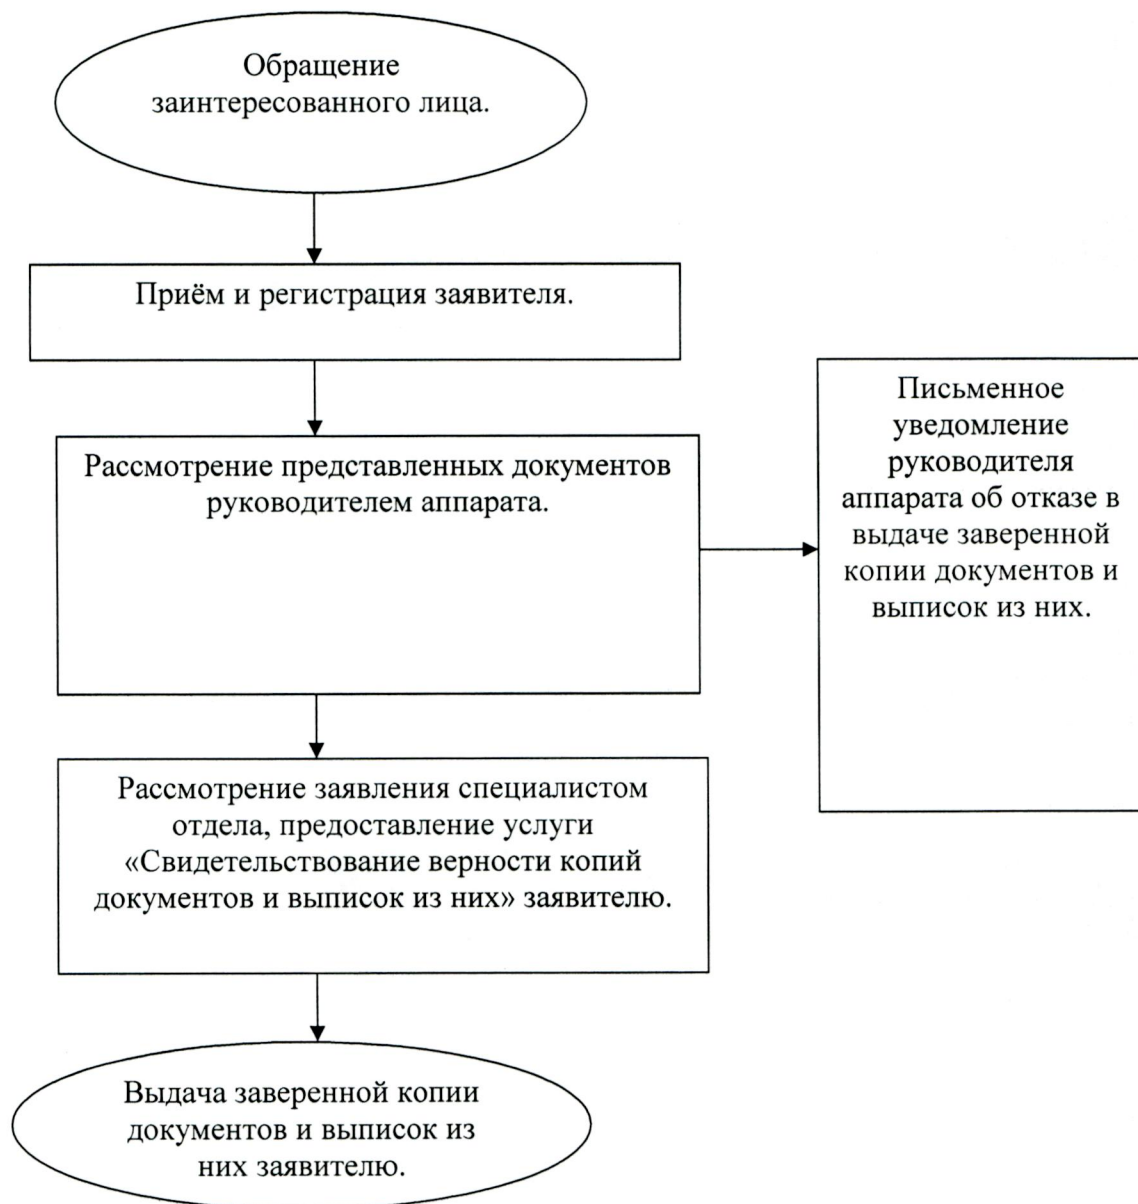 Обращение
заинтересованного лица.
Приём и регистрация заявителя.
Рассмотрение представленных документов
руководителем аппарата.
Письменное
уведомление
руководителя
аппарата об отказе в
выдаче заверенной
копии документов и
выписок из них.
Рассмотрение заявления специалистом
отдела, предоставление услуги
«Свидетельствование верности копий
документов и выписок из них» заявителю.
Выдача заверенной копии
документов и выписок из
них заявителю.